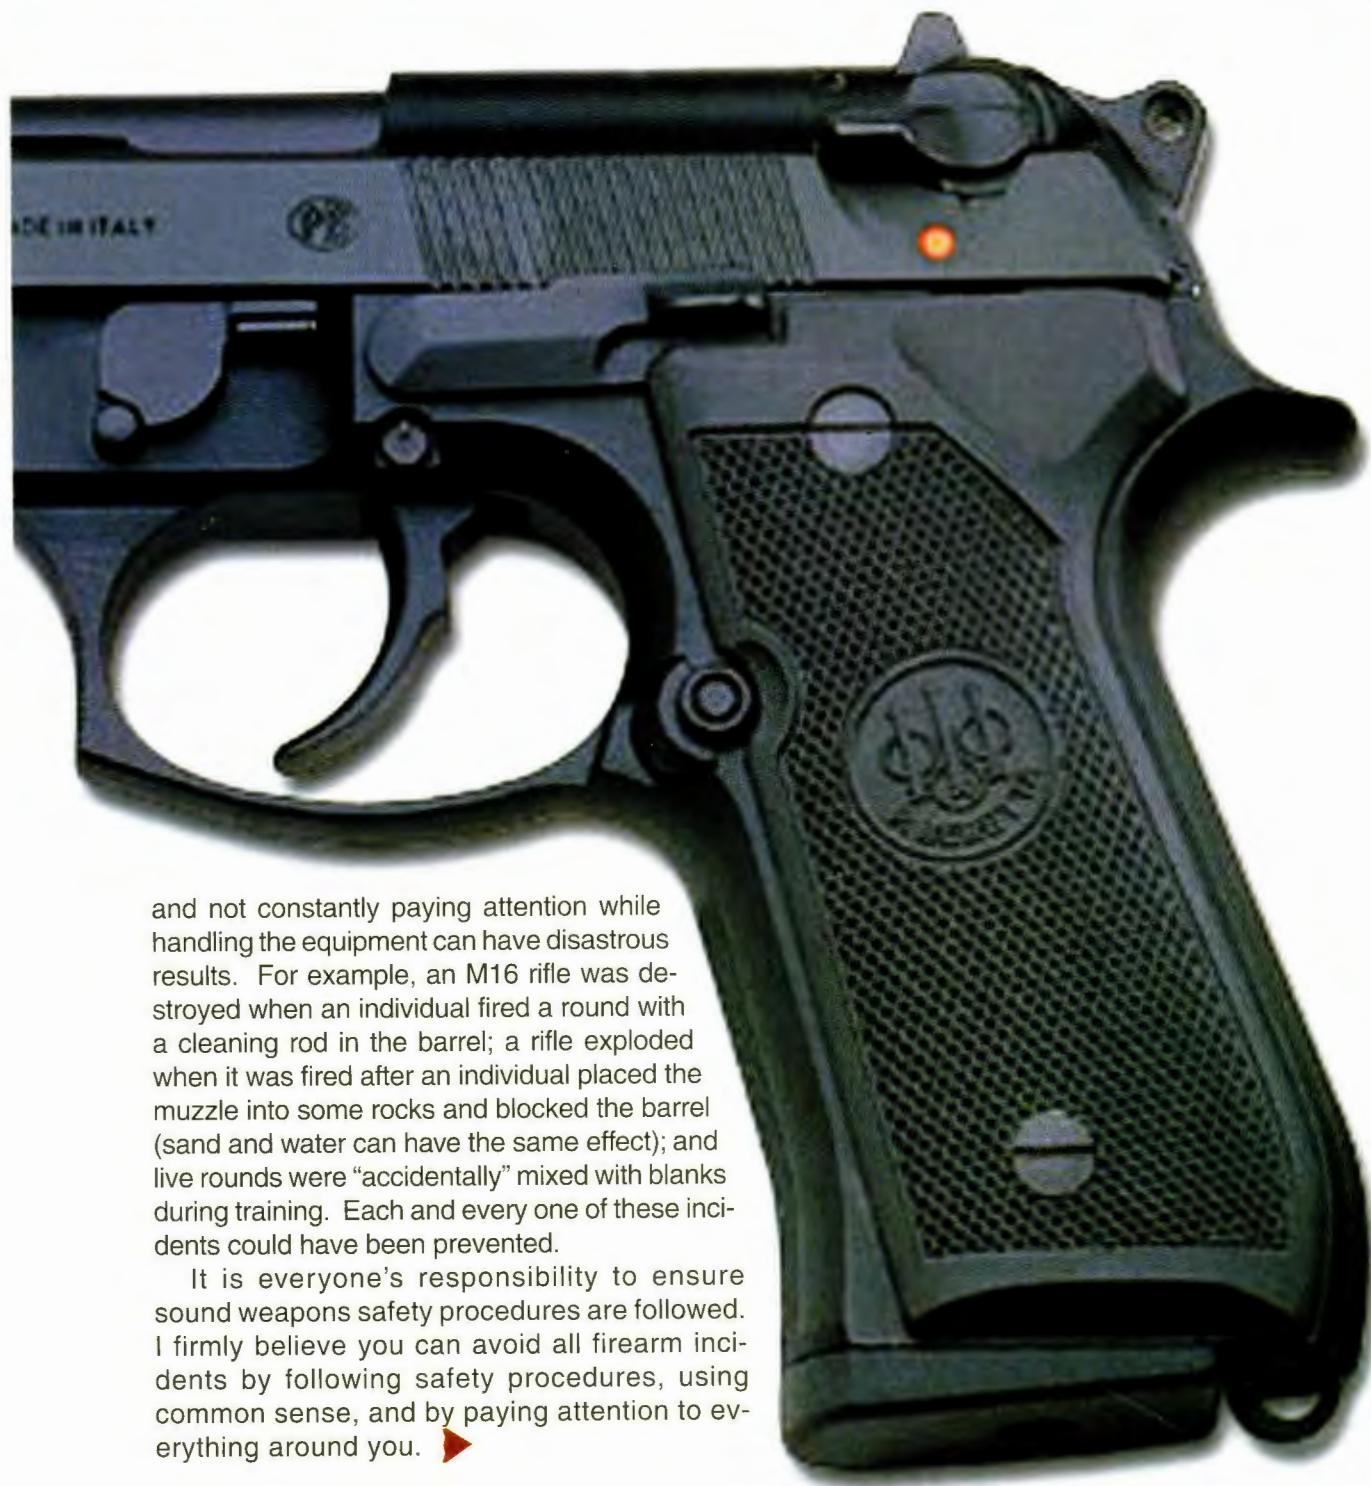 ADE IN ITALY
PB
and not constantly paying attention while
handling the equipment can have disastrous
results. For example, an M16 rifle was de-
stroyed when an individual fired a round with
a cleaning rod in the barrel; a rifle exploded
when it was fired after an individual placed the
muzzle into some rocks and blocked the barrel
(sand and water can have the same effect); and
live rounds were “accidentally” mixed with blanks
during training. Each and every one of these inci-
dents could have been prevented.
It is everyone’s responsibility to ensure
sound weapons safety procedures are followed.
I firmly believe you can avoid all firearm inci-
dents by following safety procedures, using
common sense, and by paying attention to ev-
erything around you.